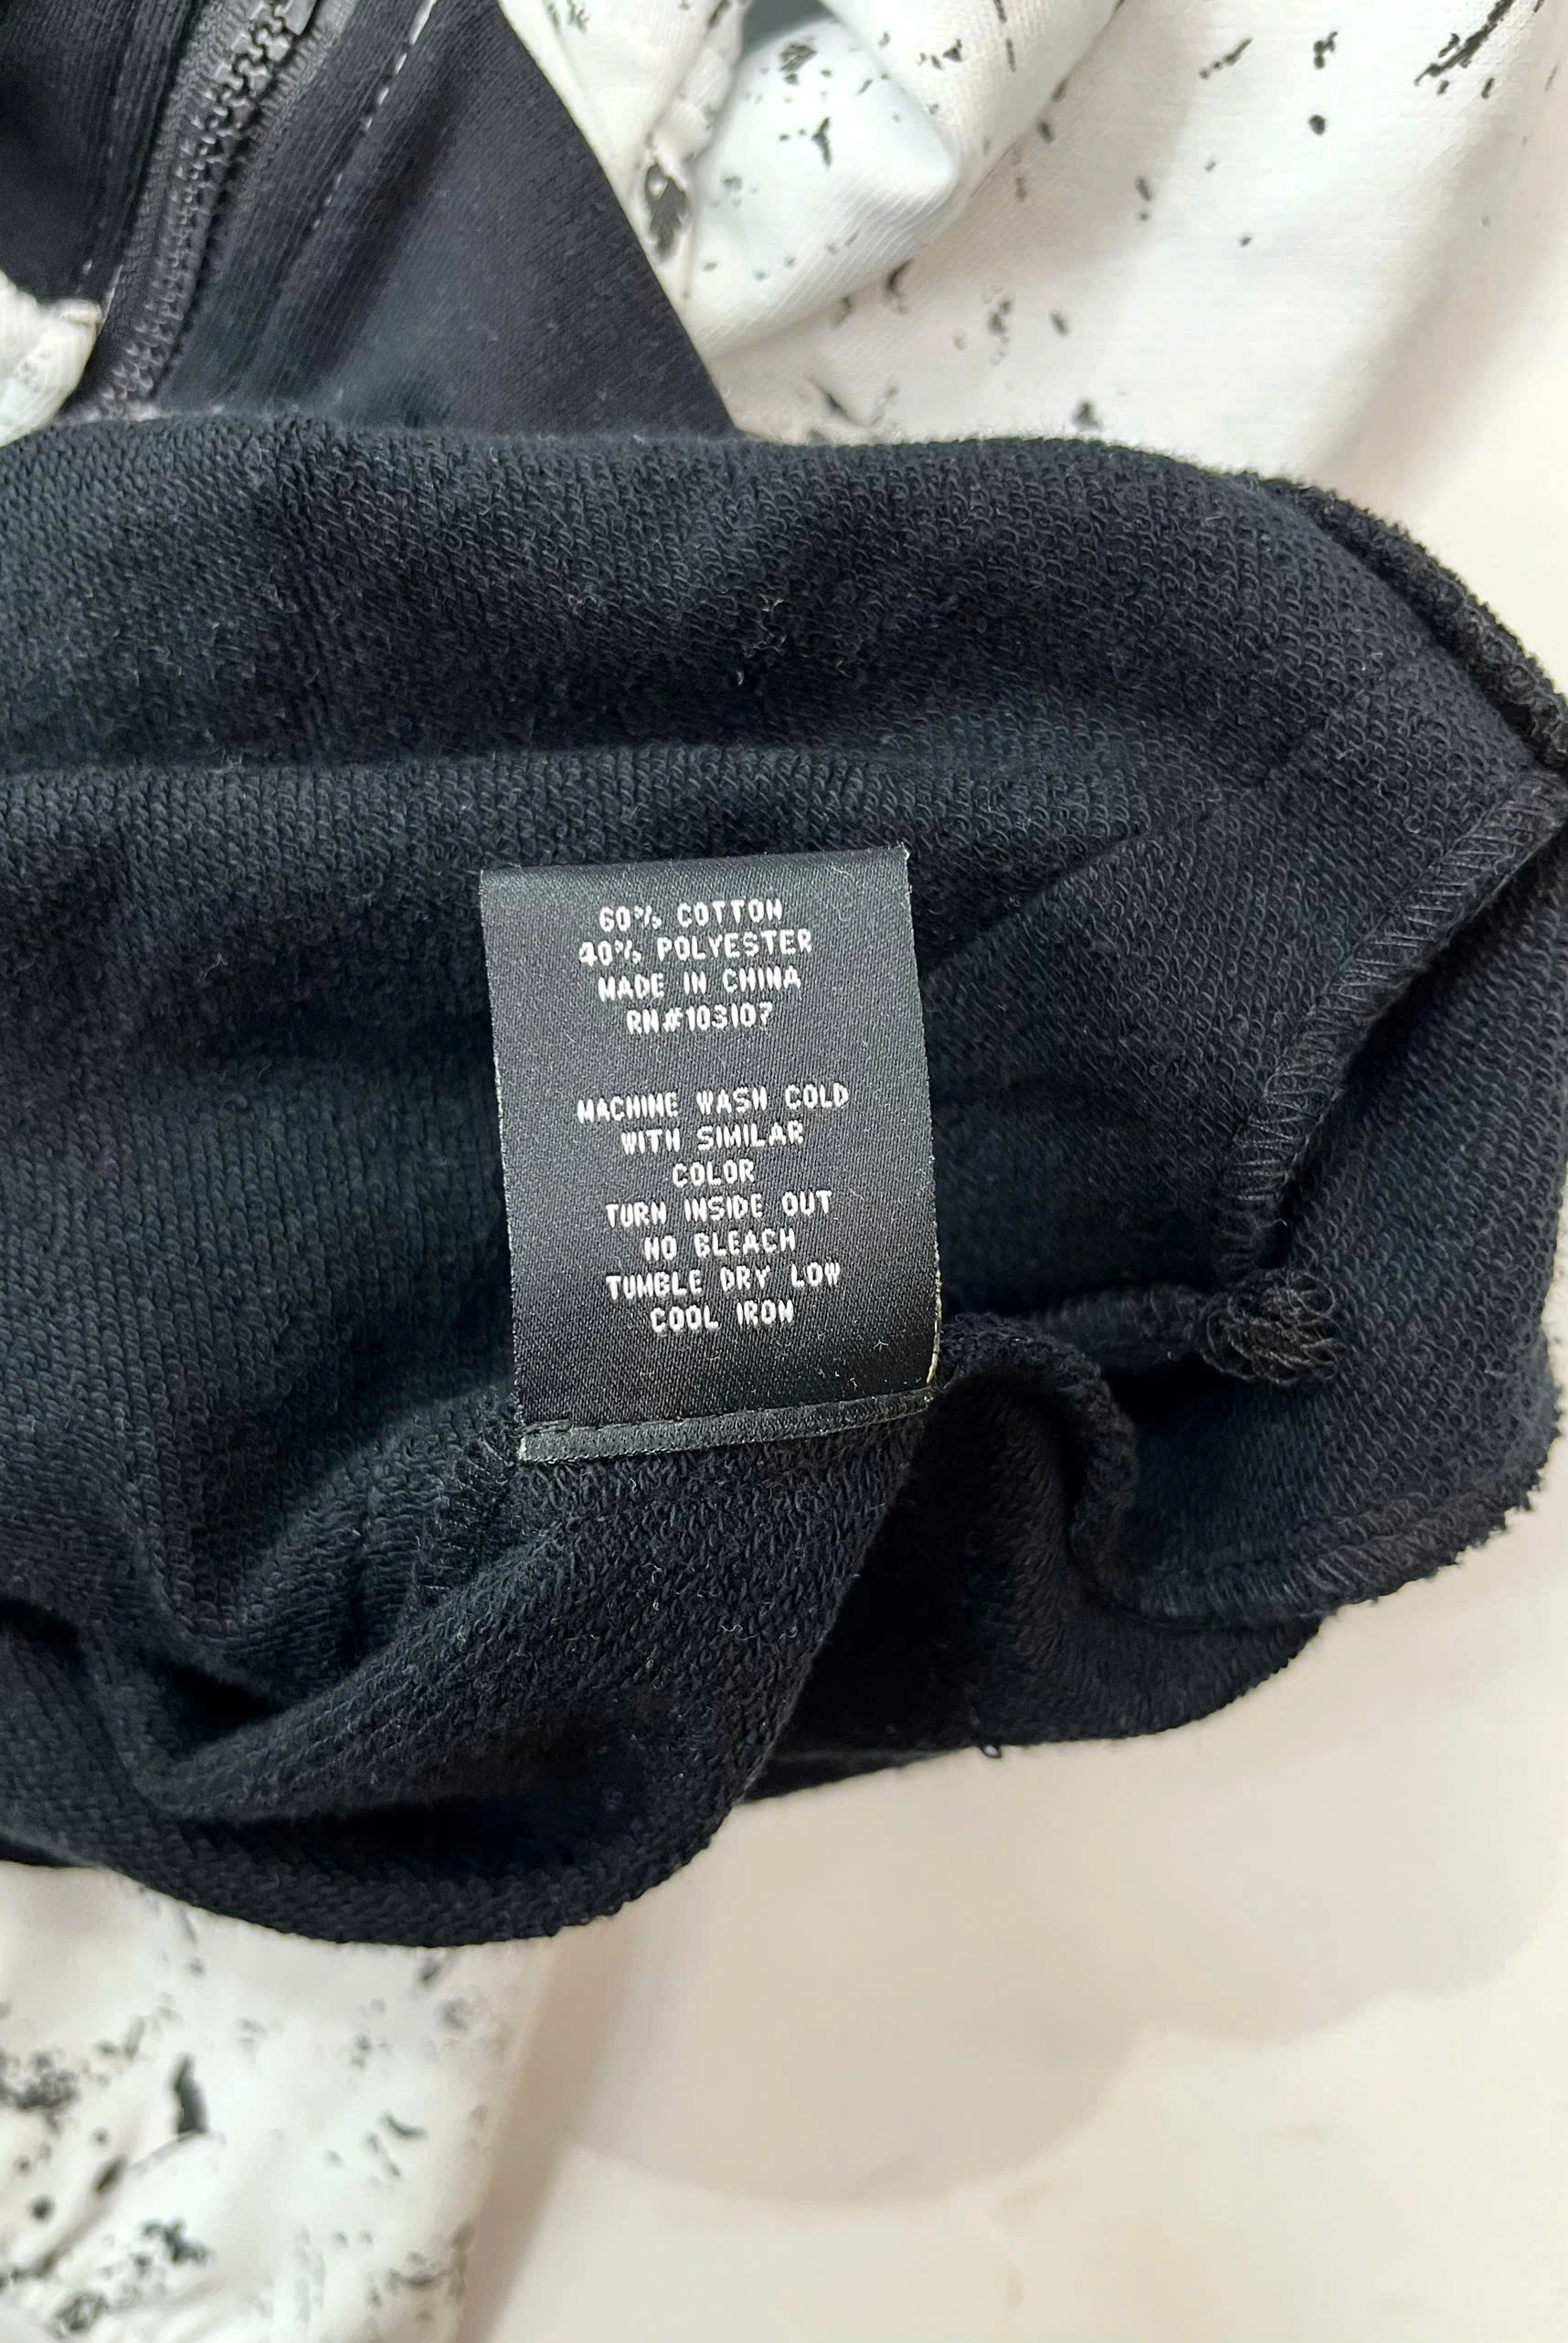 60% COTTON
40% POLYESTER
MADE IN CHINA
RN#103107
MACHINE WASH COLD
WITH SIMILAR
COLOR
TURN INSIDE OUT
NO BLEACH
TUMBLE DRY LOW
COOL IRON